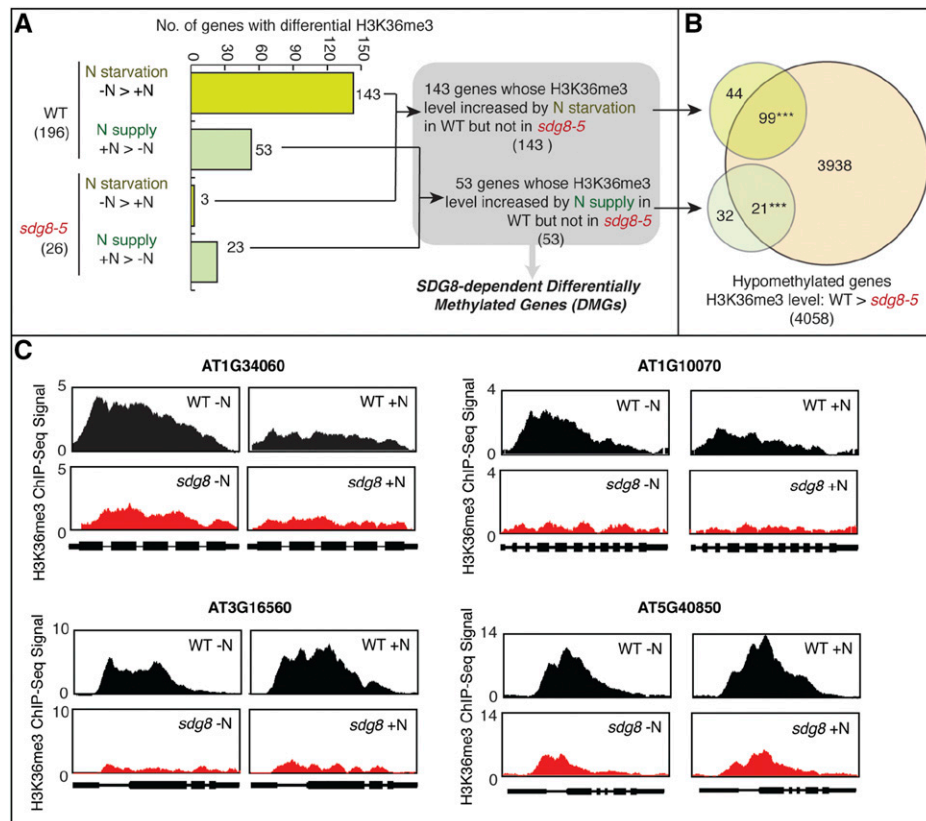 A
No. of genes with differential H3K36me3
0
30
60
90
120
150
WT
(196)
N starvation
-N > +N
143
N supply
+N > -N
53
sdg8-5
(26)
N starvation
-N > +N
3
N supply
+N > -N
23
143 genes whose H3K36me3
level increased by N starvation
in WT but not in sdg8-5
(143 )
53 genes whose H3K36me3
level increased by N supply in
WT but not in sdg8-5
(53)
SDG8-dependent Differentially
Methylated Genes (DMGs)
B
44
99***
3938
32
21***
Hypomethylated genes
H3K36me3 level: WT > sdg8-5
(4058)
C
AT1G34060
H3K36me3 ChIP-Seq Signal
5
0
WT -N
WT +N
5
0
sdg8 -N
sdg8 +N
AT1G10070
H3K36me3 ChIP-Seq Signal
4
0
WT -N
WT +N
4
0
sdg8 -N
sdg8 +N
AT3G16560
H3K36me3 ChIP-Seq Signal
10
0
WT -N
WT +N
10
0
sdg8 -N
sdg8 +N
AT5G40850
H3K36me3 ChIP-Seq Signal
14
0
WT -N
WT +N
14
0
sdg8 -N
sdg8 +N